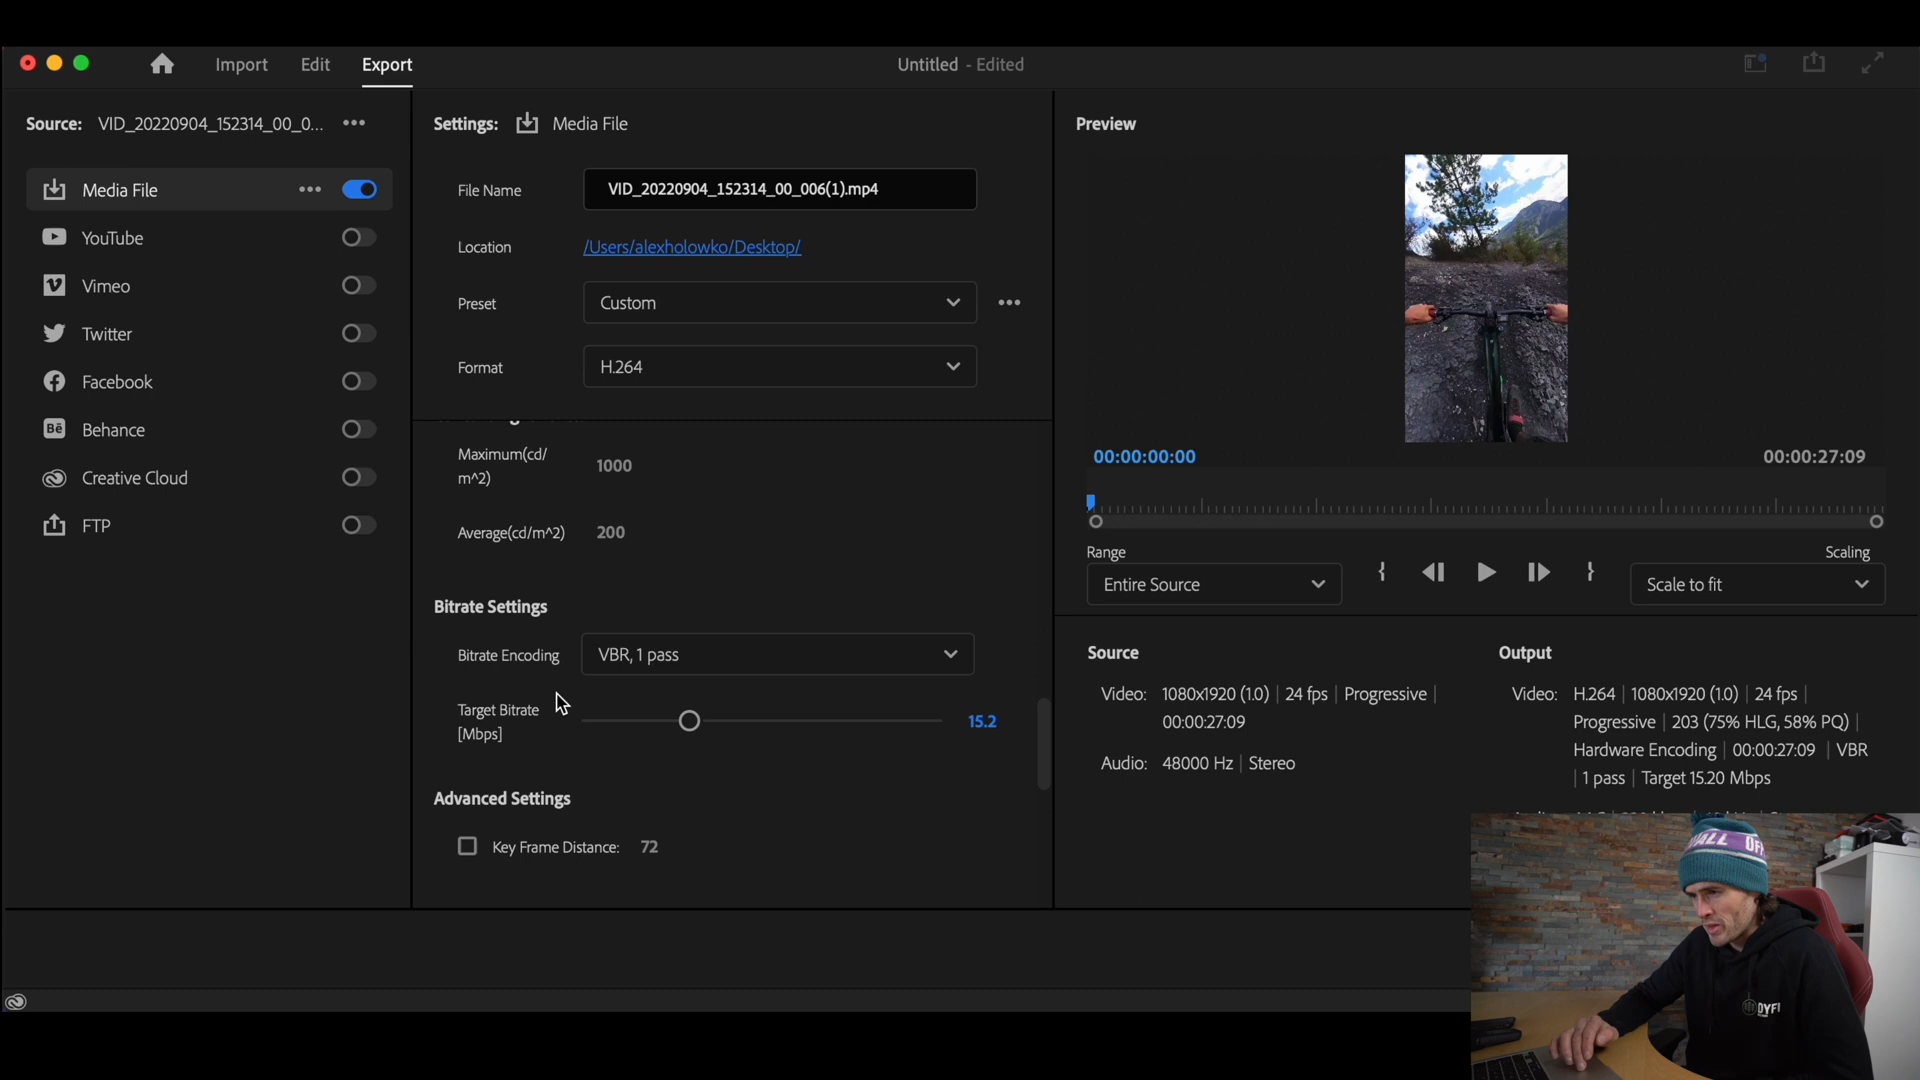 Import
Edit
Export
Untitled - Edited
Source: VID_20220904_152314_00_0...
Media File
YouTube
Vimeo
Twitter
Facebook
Behance
Creative Cloud
FTP
Settings: Media File
File Name VID_20220904_152314_00_006(1).mp4
Location /Users/alexholowko/Desktop/
Preset Custom
Format H.264
Maximum(cd/
m^2) 1000
Average(cd/m^2) 200
Bitrate Settings
Bitrate Encoding VBR, 1 pass
Target Bitrate
[Mbps] 15.2
Advanced Settings
Key Frame Distance: 72
Preview
00:00:00:00 00:00:27:09
Range Scaling
Entire Source Scale to fit
Source
Video: 1080x1920 (1.0) | 24 fps | Progressive |
00:00:27:09
Audio: 48000 Hz | Stereo
Output
Video: H.264 | 1080x1920 (1.0) | 24 fps |
Progressive | 203 (75% HLG, 58% PQ) |
Hardware Encoding | 00:00:27:09 | VBR
| 1 pass | Target 15.20 Mbps
DYFI